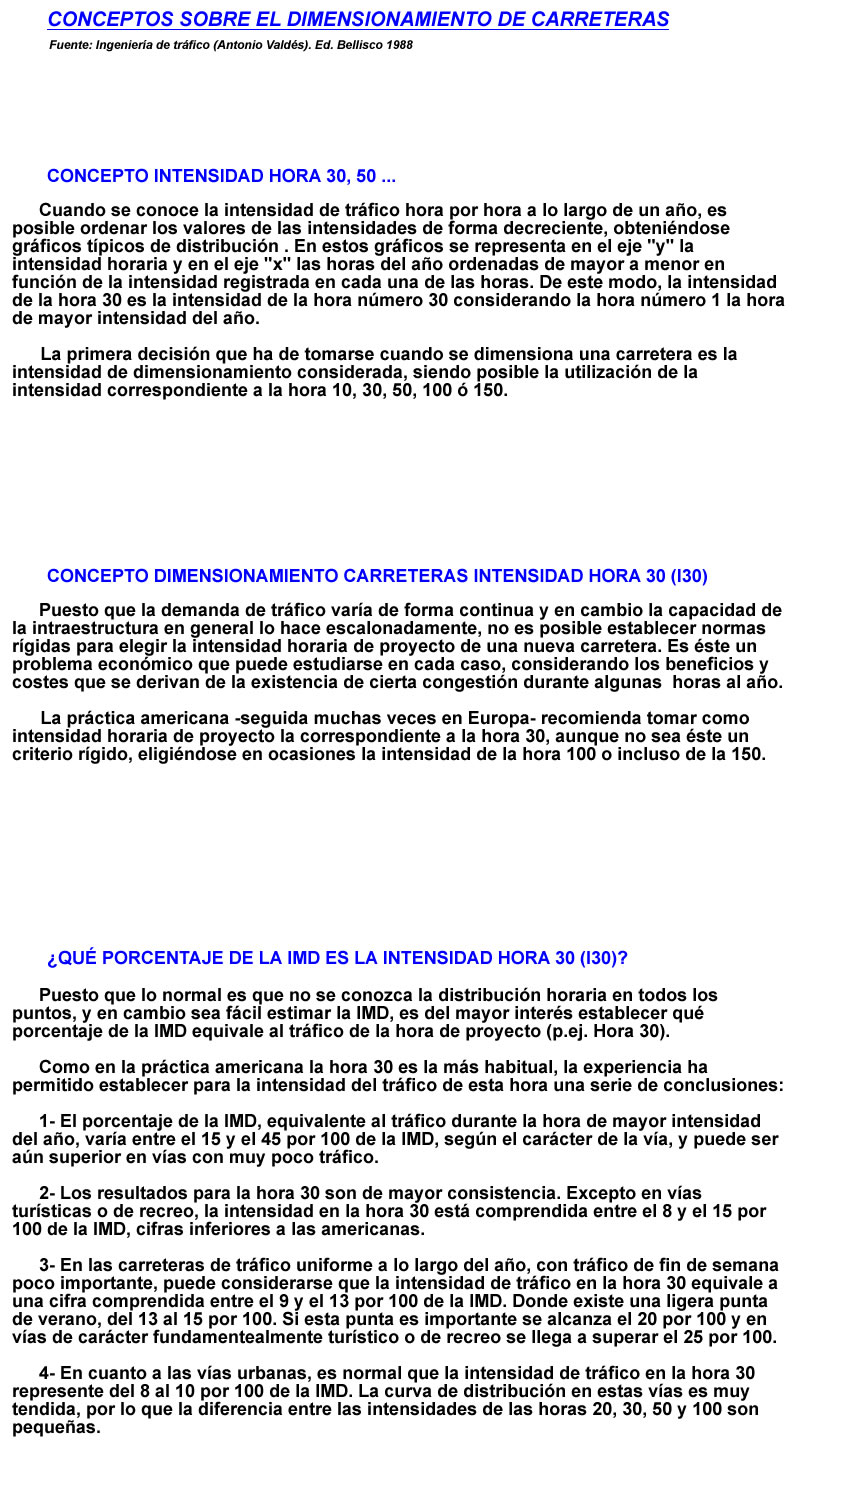 CONCEPTOS SOBRE EL DIMENSIONAMIENTO DE CARRETERAS
Fuente: Ingeniería de tráfico (Antonio Valdés). Ed. Bellisco 1988
CONCEPTO INTENSIDAD HORA 30, 50 ...
Cuando se conoce la intensidad de tráfico hora por hora a lo largo de un año, es
posible ordenar los valores de las intensidades de forma decreciente, obteniéndose
gráficos típicos de distribución . En estos gráficos se representa en el eje "y" la
intensidad horaria y en el eje "x" las horas del año ordenadas de mayor a menor en
función de la intensidad registrada en cada una de las horas. De este modo, la intensidad
de la hora 30 es la intensidad de la hora número 30 considerando la hora número 1 la hora
de mayor intensidad del año.
La primera decisión que ha de tomarse cuando se dimensiona una carretera es la
intensidad de dimensionamiento considerada, siendo posible la utilización de la
intensidad correspondiente a la hora 10, 30, 50, 100 ó 150.
CONCEPTO DIMENSIONAMIENTO CARRETERAS INTENSIDAD HORA 30 (I30)
Puesto que la demanda de tráfico varía de forma continua y en cambio la capacidad de
la intraestructura en general lo hace escalonadamente, no es posible establecer normas
rígidas para elegir la intensidad horaria de proyecto de una nueva carretera. Es éste un
problema económico que puede estudiarse en cada caso, considerando los beneficios y
costes que se derivan de la existencia de cierta congestión durante algunas  horas al año.
La práctica americana -seguida muchas veces en Europa- recomienda tomar como
intensidad horaria de proyecto la correspondiente a la hora 30, aunque no sea éste un
criterio rígido, eligiéndose en ocasiones la intensidad de la hora 100 o incluso de la 150.
¿QUÉ PORCENTAJE DE LA IMD ES LA INTENSIDAD HORA 30 (I30)?
Puesto que lo normal es que no se conozca la distribución horaria en todos los
puntos, y en cambio sea fácil estimar la IMD, es del mayor interés establecer qué
porcentaje de la IMD equivale al tráfico de la hora de proyecto (p.ej. Hora 30).
Como en la práctica americana la hora 30 es la más habitual, la experiencia ha
permitido establecer para la intensidad del tráfico de esta hora una serie de conclusiones:
1- El porcentaje de la IMD, equivalente al tráfico durante la hora de mayor intensidad
del año, varía entre el 15 y el 45 por 100 de la IMD, según el carácter de la vía, y puede ser
aún superior en vías con muy poco tráfico.
2- Los resultados para la hora 30 son de mayor consistencia. Excepto en vías
turísticas o de recreo, la intensidad en la hora 30 está comprendida entre el 8 y el 15 por
100 de la IMD, cifras inferiores a las americanas.
3- En las carreteras de tráfico uniforme a lo largo del año, con tráfico de fin de semana
poco importante, puede considerarse que la intensidad de tráfico en la hora 30 equivale a
una cifra comprendida entre el 9 y el 13 por 100 de la IMD. Donde existe una ligera punta
de verano, del 13 al 15 por 100. Si esta punta es importante se alcanza el 20 por 100 y en
vías de carácter fundamentealmente turístico o de recreo se llega a superar el 25 por 100.
4- En cuanto a las vías urbanas, es normal que la intensidad de tráfico en la hora 30
represente del 8 al 10 por 100 de la IMD. La curva de distribución en estas vías es muy
tendida, por lo que la diferencia entre las intensidades de las horas 20, 30, 50 y 100 son
pequeñas.